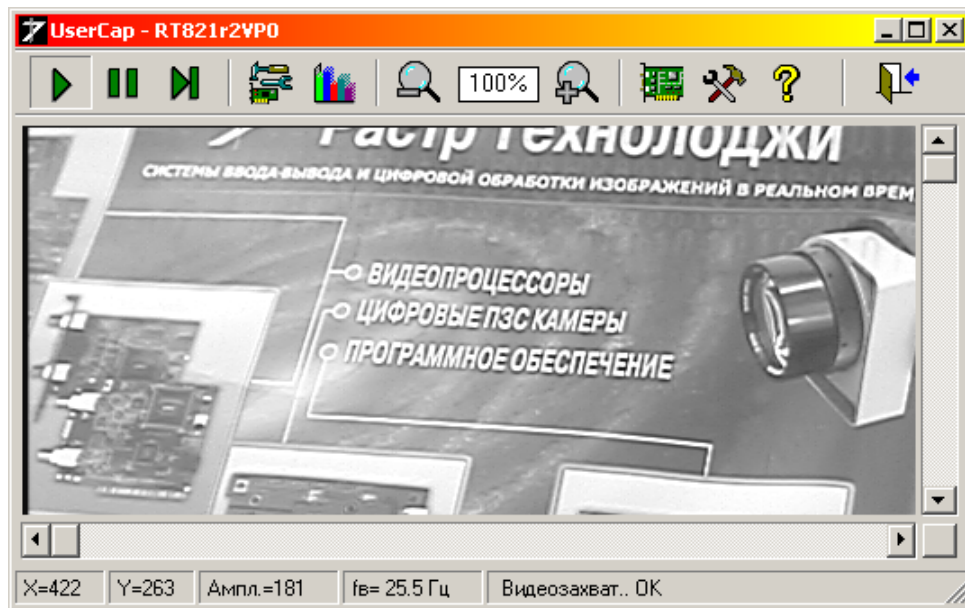 UserCap - RT821r2VP0
100%
Растр Технолоджи
СИСТЕМЫ ВВОДА-ВЫВОДА И ЦИФРОВОЙ ОБРАБОТКИ ИЗОБРАЖЕНИЙ В РЕАЛЬНОМ ВРЕМ
ВИДЕОПРОЦЕССОРЫ
ЦИФРОВЫЕ ПЗС КАМЕРЫ
ПРОГРАММНОЕ ОБЕСПЕЧЕНИЕ
X=422 Y=263 Ампл.=181 fв= 25.5 Гц Видеозахват.. OK